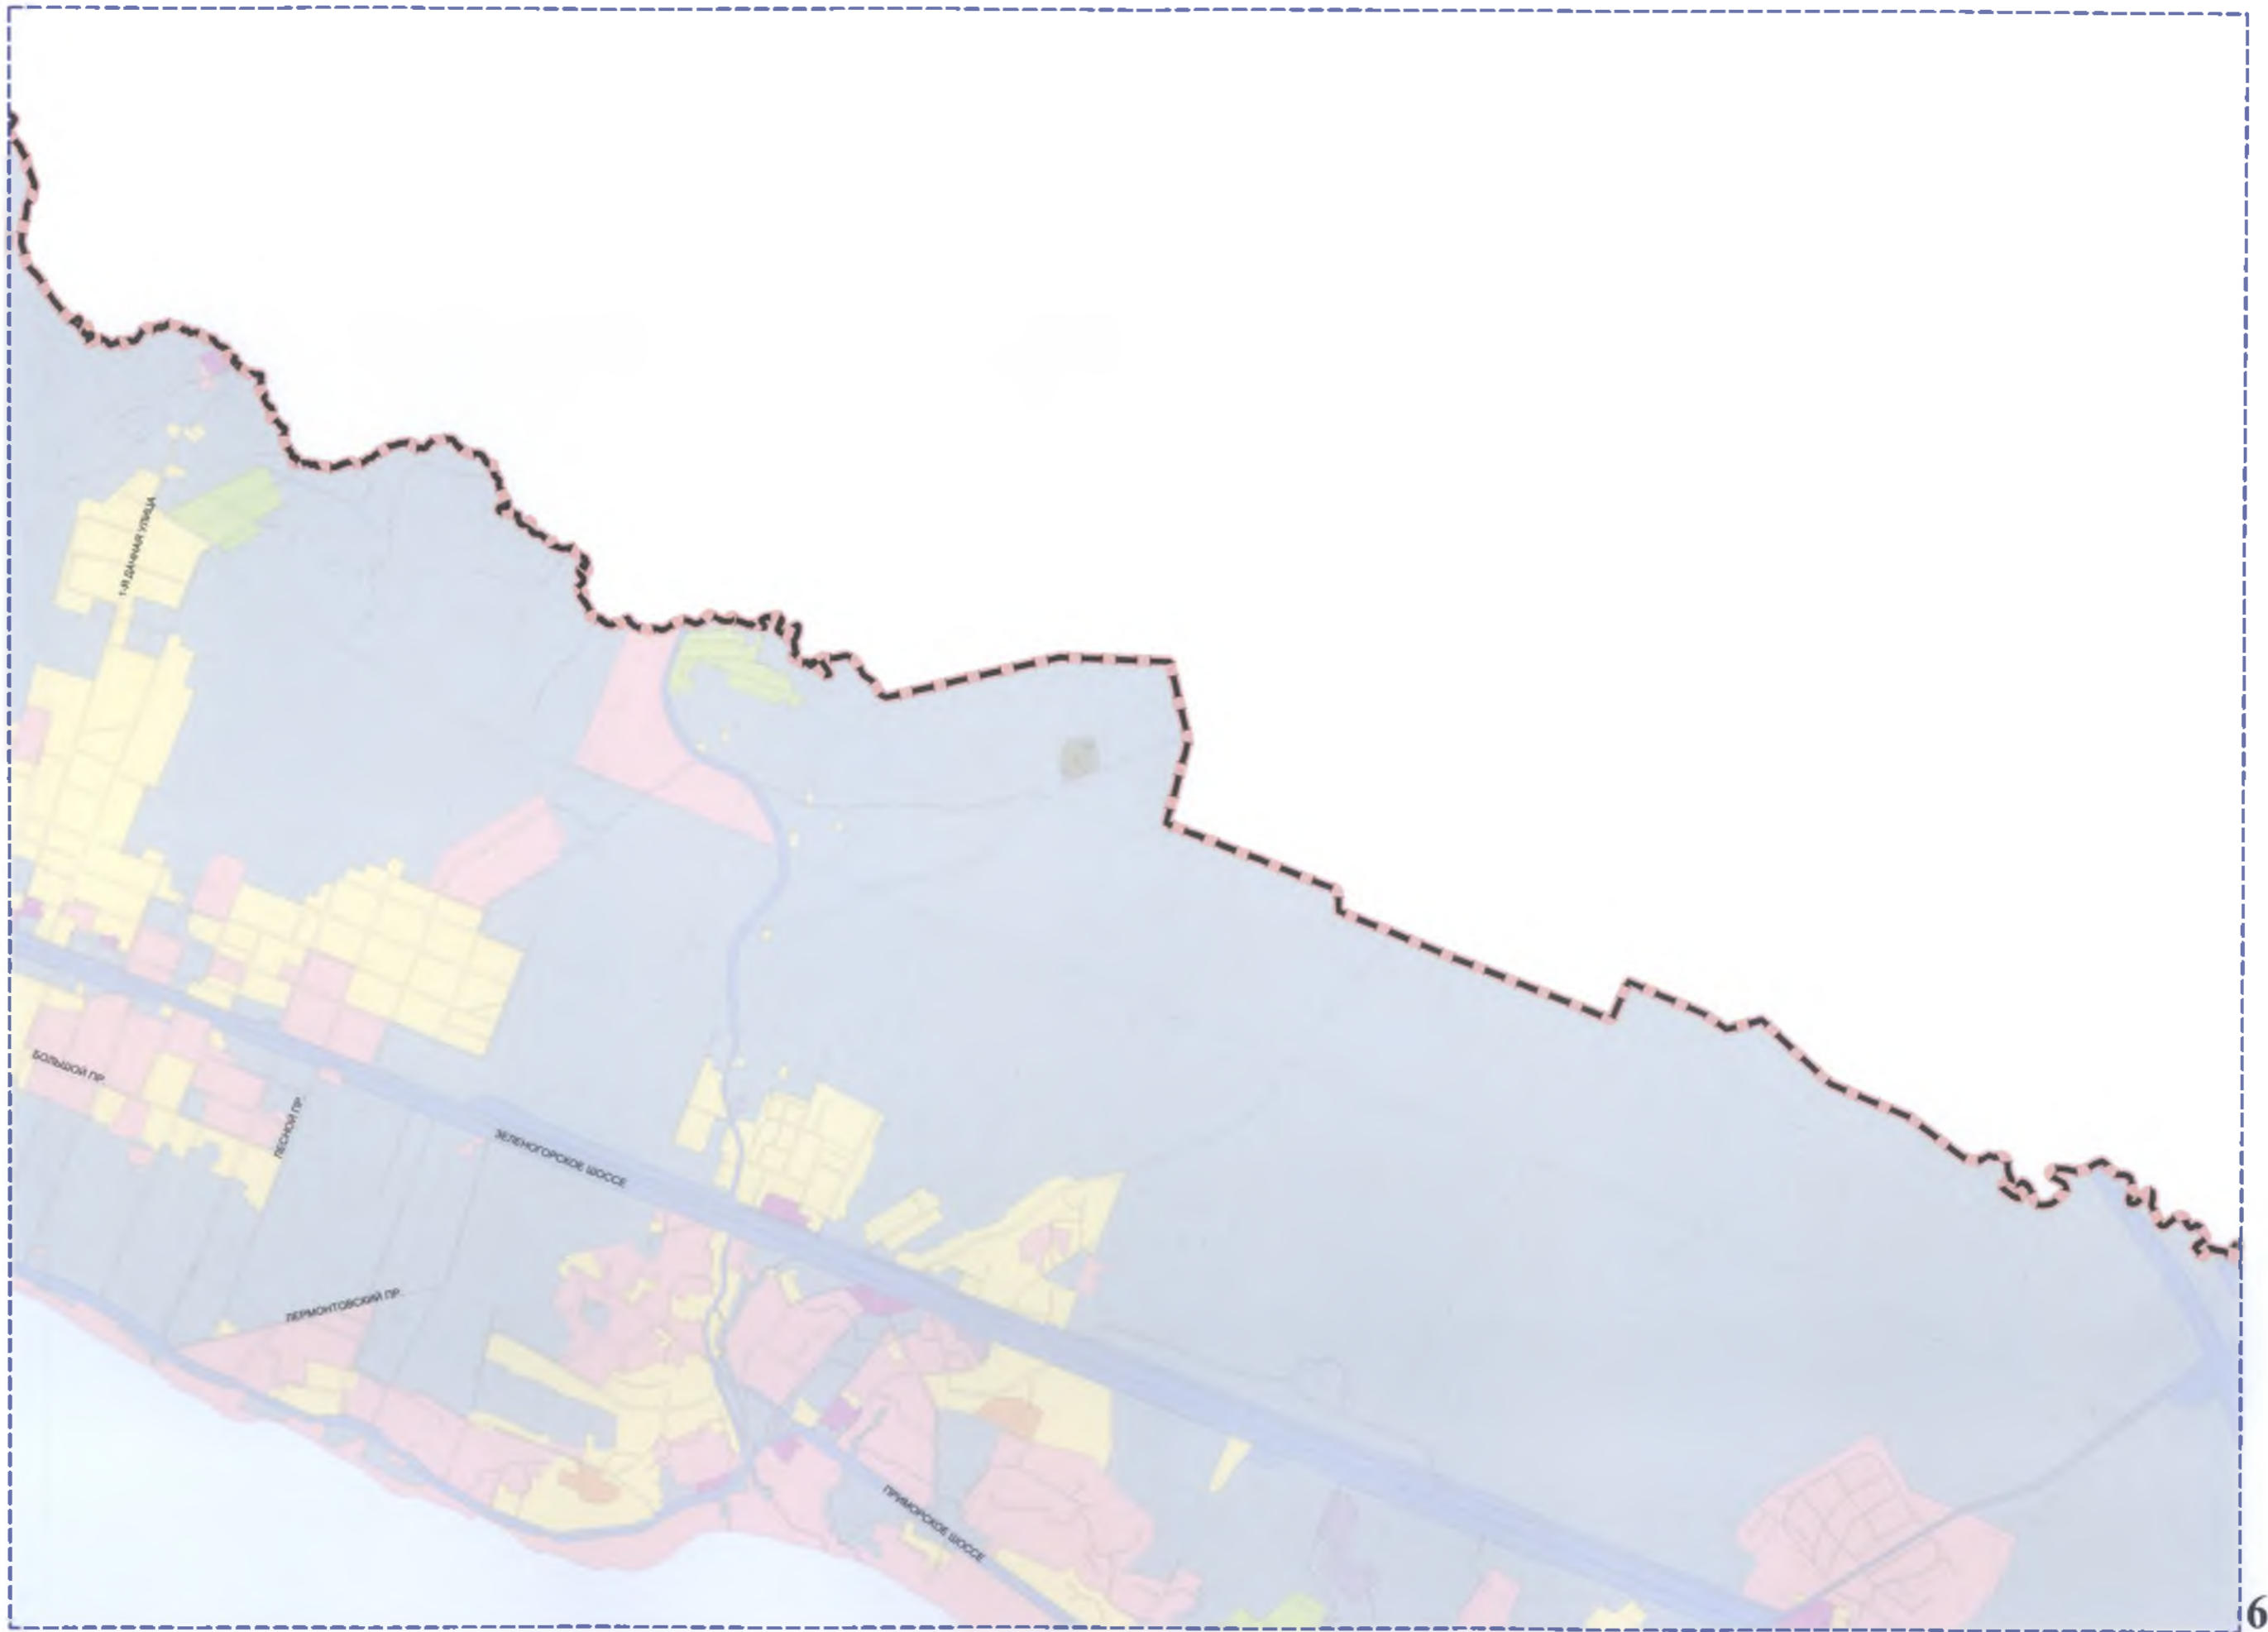 1-Я ДАЧНАЯ УЛИЦА
БОЛЬШОЙ ПР.
ЛЕСНОЙ ПР.
ЗЕЛЕНОГОРСКОЕ ШОССЕ
ЛЕРМОНТОВСКИЙ ПР.
ПРИМОРСКОЕ ШОССЕ
6